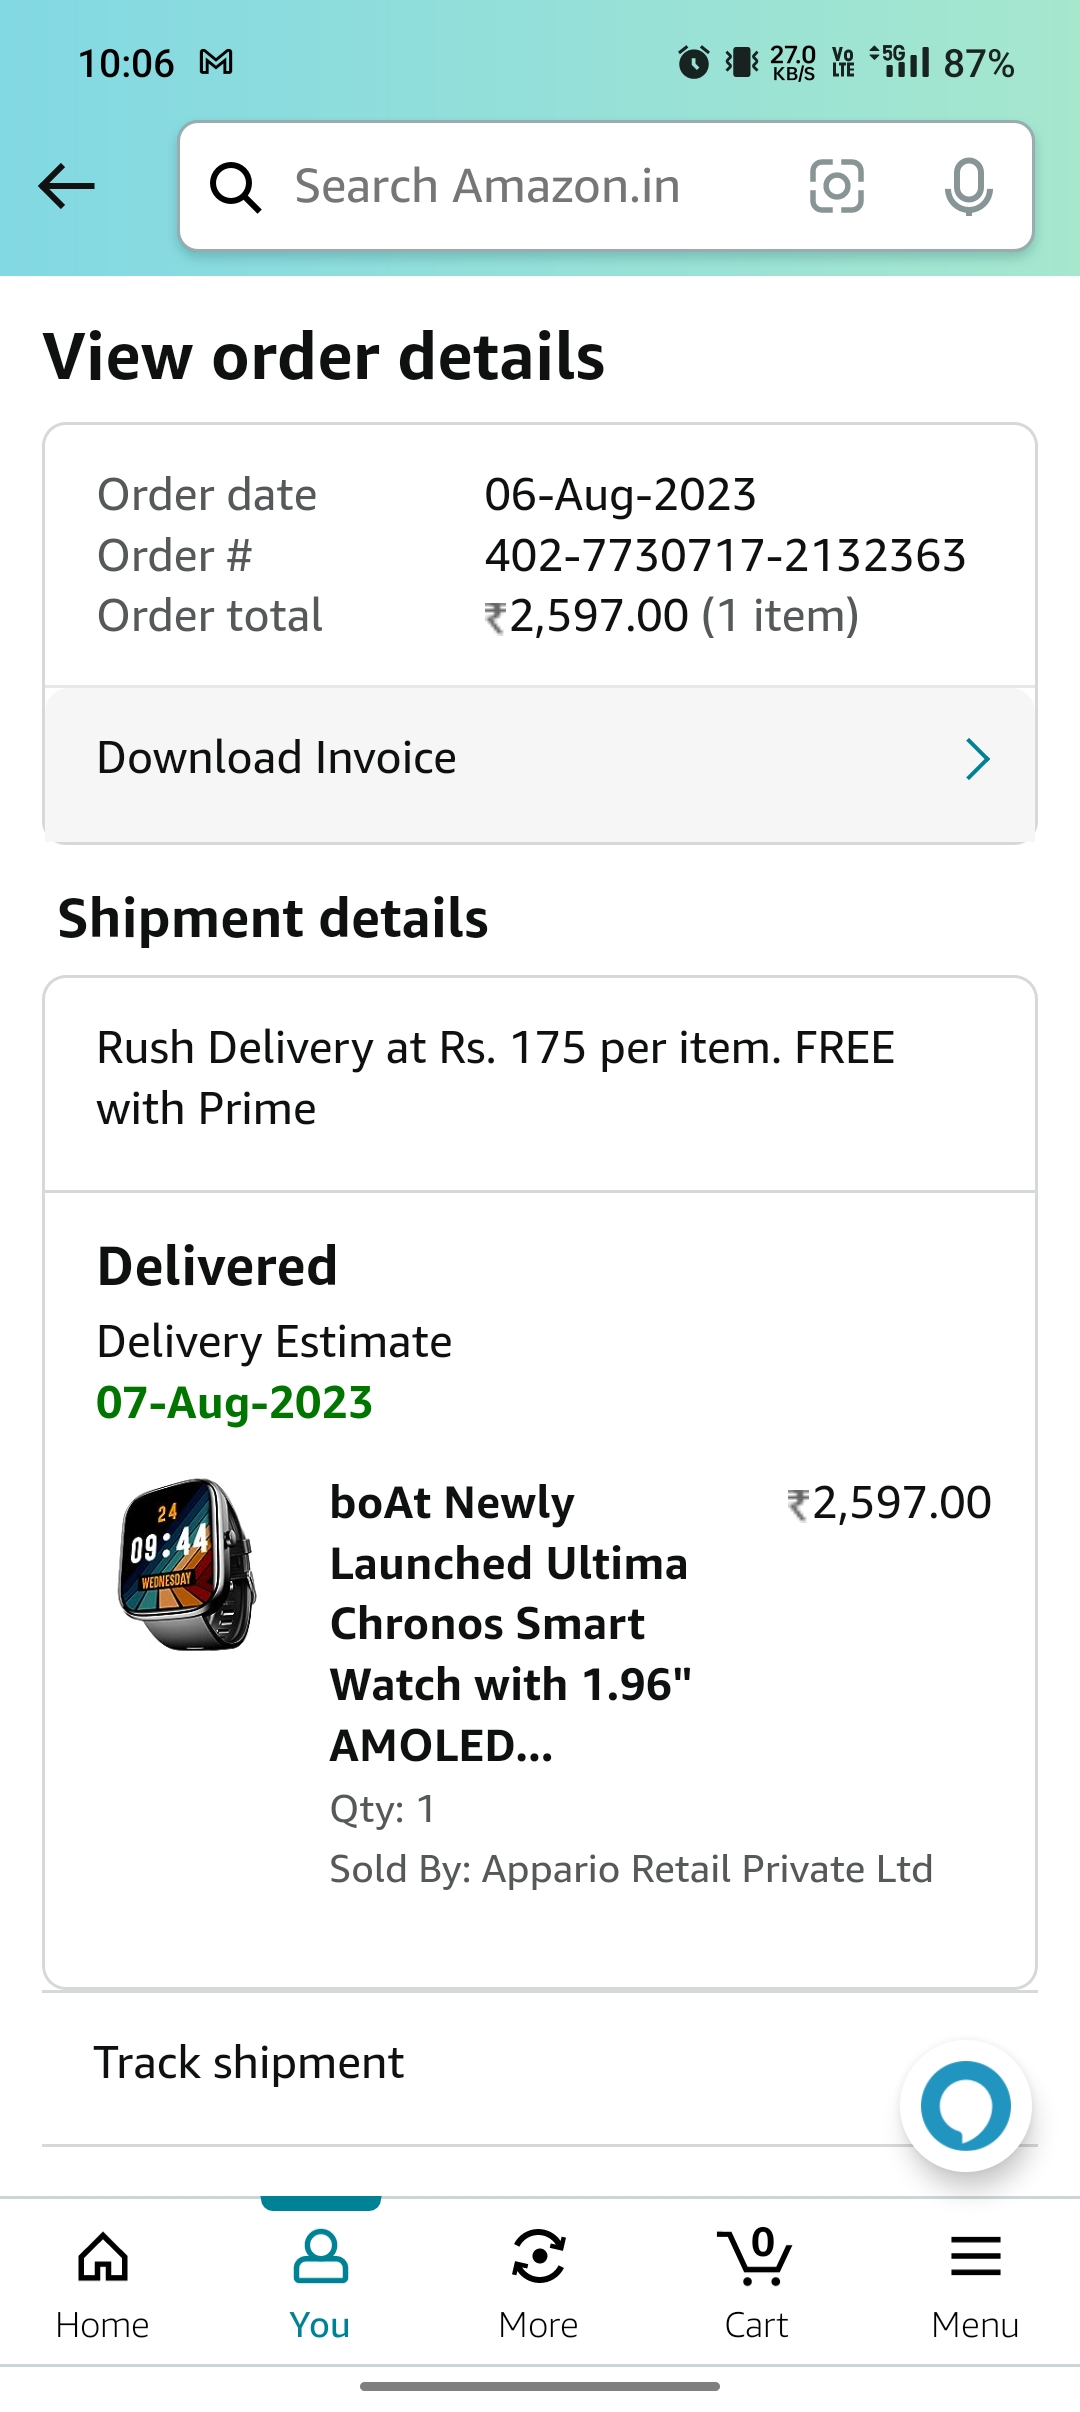 10:06 27.0 KB/S Vo LTE 5G 87%
Search Amazon.in
View order details
Order date 06-Aug-2023
Order # 402-7730717-2132363
Order total ₹2,597.00 (1 item)
Download Invoice
Shipment details
Rush Delivery at Rs. 175 per item. FREE
with Prime
Delivered
Delivery Estimate
07-Aug-2023
24
09:44
WEDNESDAY
boAt Newly ₹2,597.00
Launched Ultima
Chronos Smart
Watch with 1.96"
AMOLED...
Qty: 1
Sold By: Appario Retail Private Ltd
Track shipment
0
Home You More Cart Menu